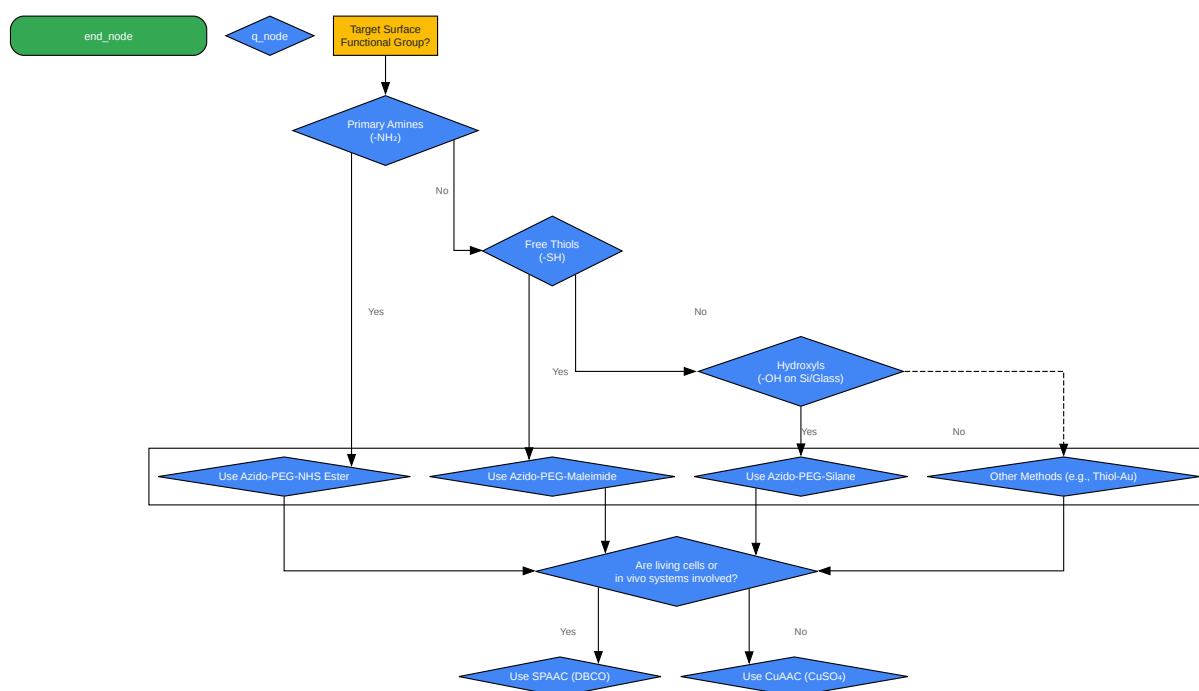 end_node
q_node
Target Surface
Functional Group?
Primary Amines
(-NH₂)
No
Free Thiols
(-SH)
Yes
No
Hydroxyls
(-OH on Si/Glass)
Yes
Yes
No
Use Azido-PEG-NHS Ester
Use Azido-PEG-Maleimide
Use Azido-PEG-Silane
Other Methods (e.g., Thiol-Au)
Are living cells or
in vivo systems involved?
Yes
No
Use SPAAC (DBCO)
Use CuAAC (CuSO₄)